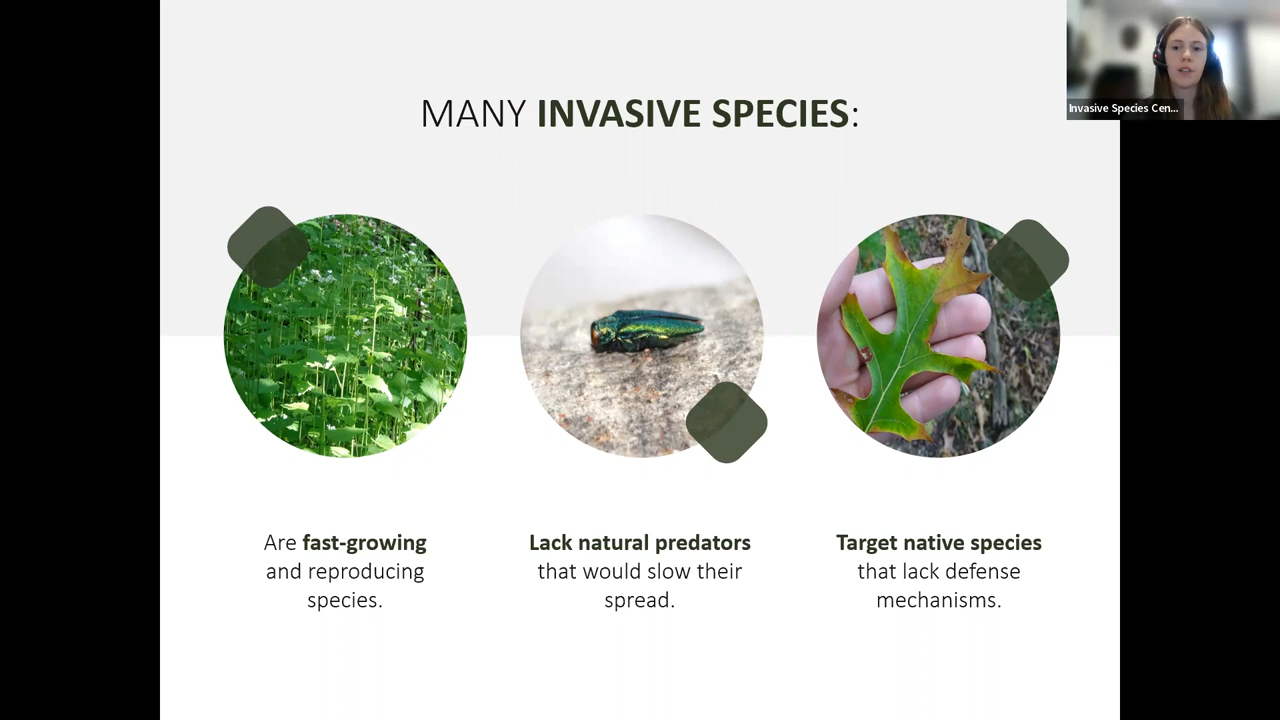 MANY INVASIVE SPECIES:
Invasive Species Cen...
Are fast-growing
and reproducing
species.
Lack natural predators
that would slow their
spread.
Target native species
that lack defense
mechanisms.